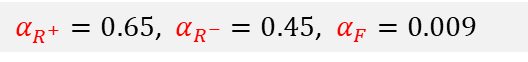 α_{R⁺} = 0.65, α_{R⁻} = 0.45, α_F = 0.009